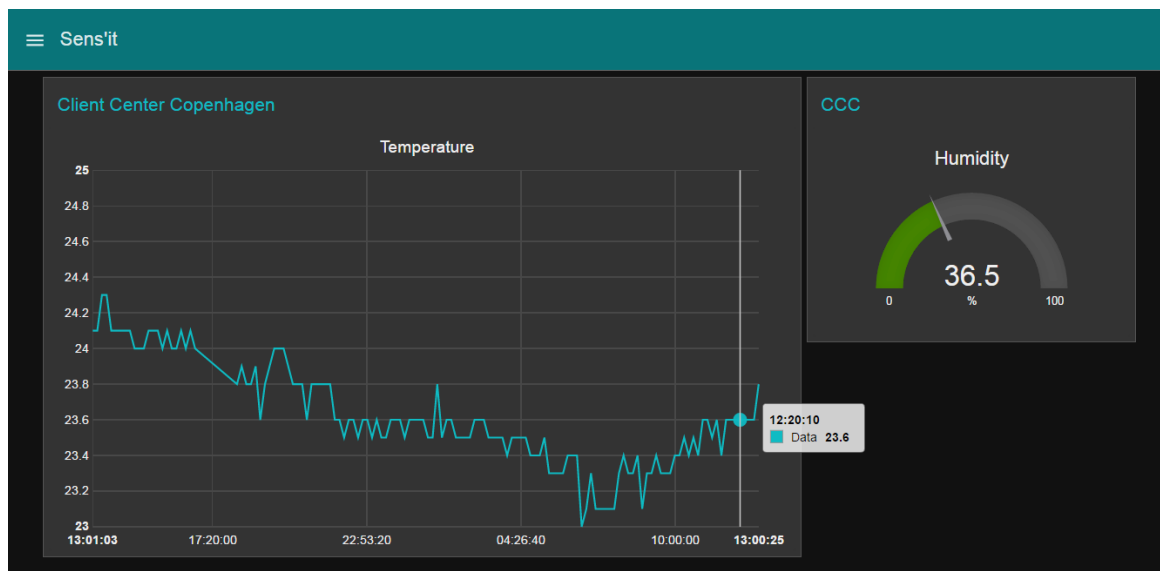 Sens'it
Client Center Copenhagen
Temperature
25
24.8
24.6
24.4
24.2
24
23.8
23.6
23.4
23.2
23
13:01:03 17:20:00 22:53:20 04:26:40 10:00:00 13:00:25
12:20:10
Data 23.6
CCC
Humidity
36.5
0 % 100